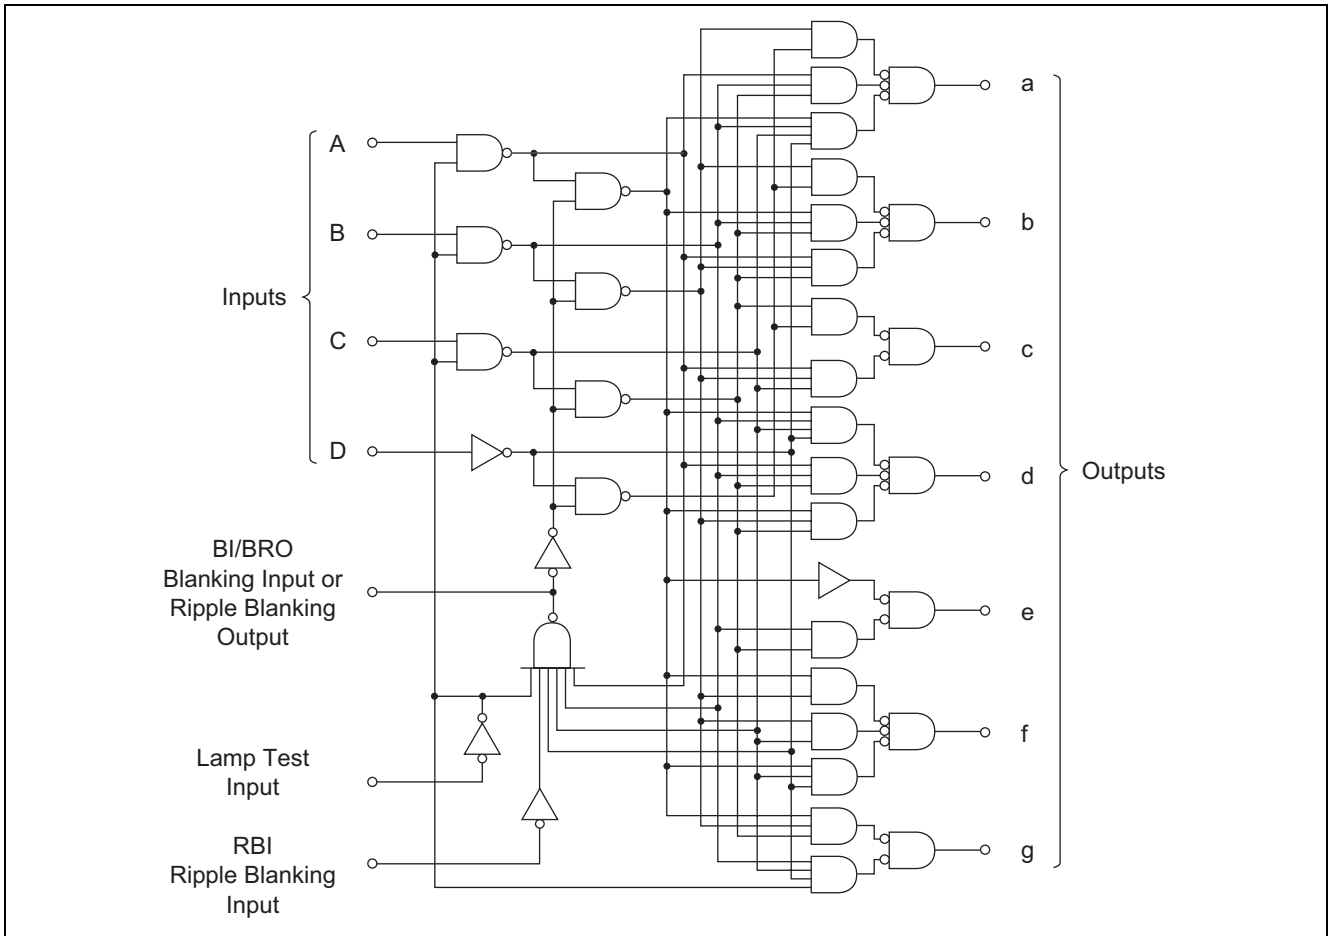 A
B
Inputs
C
D
BI/BRO
Blanking Input or
Ripple Blanking
Output
Lamp Test
Input
RBI
Ripple Blanking
Input
a
b
c
d
Outputs
e
f
g